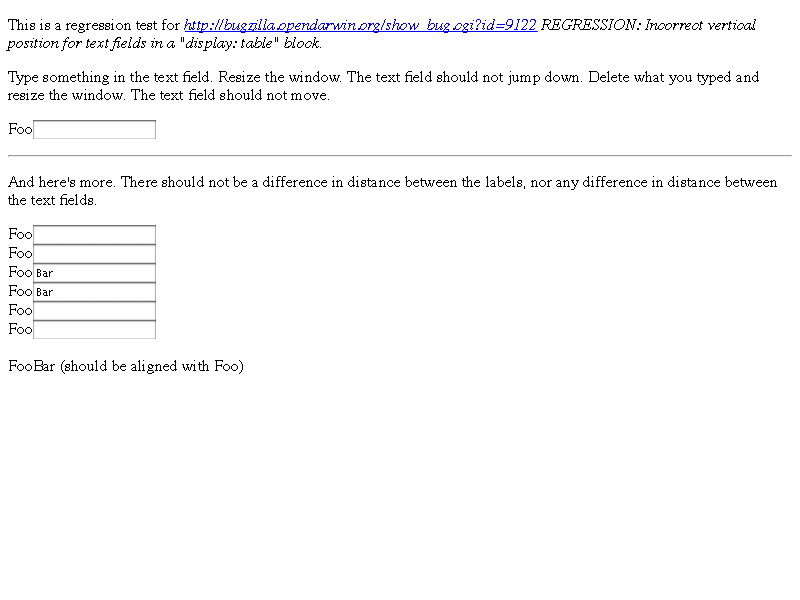 This is a regression test for http://bugzilla.opendarwin.org/show_bug.cgi?id=9122 REGRESSION: Incorrect vertical
position for text fields in a "display: table" block.
Type something in the text field. Resize the window. The text field should not jump down. Delete what you typed and
resize the window. The text field should not move.
Foo
And here's more. There should not be a difference in distance between the labels, nor any difference in distance between
the text fields.
Foo
Foo
Foo Bar
Foo Bar
Foo
Foo
FooBar (should be aligned with Foo)